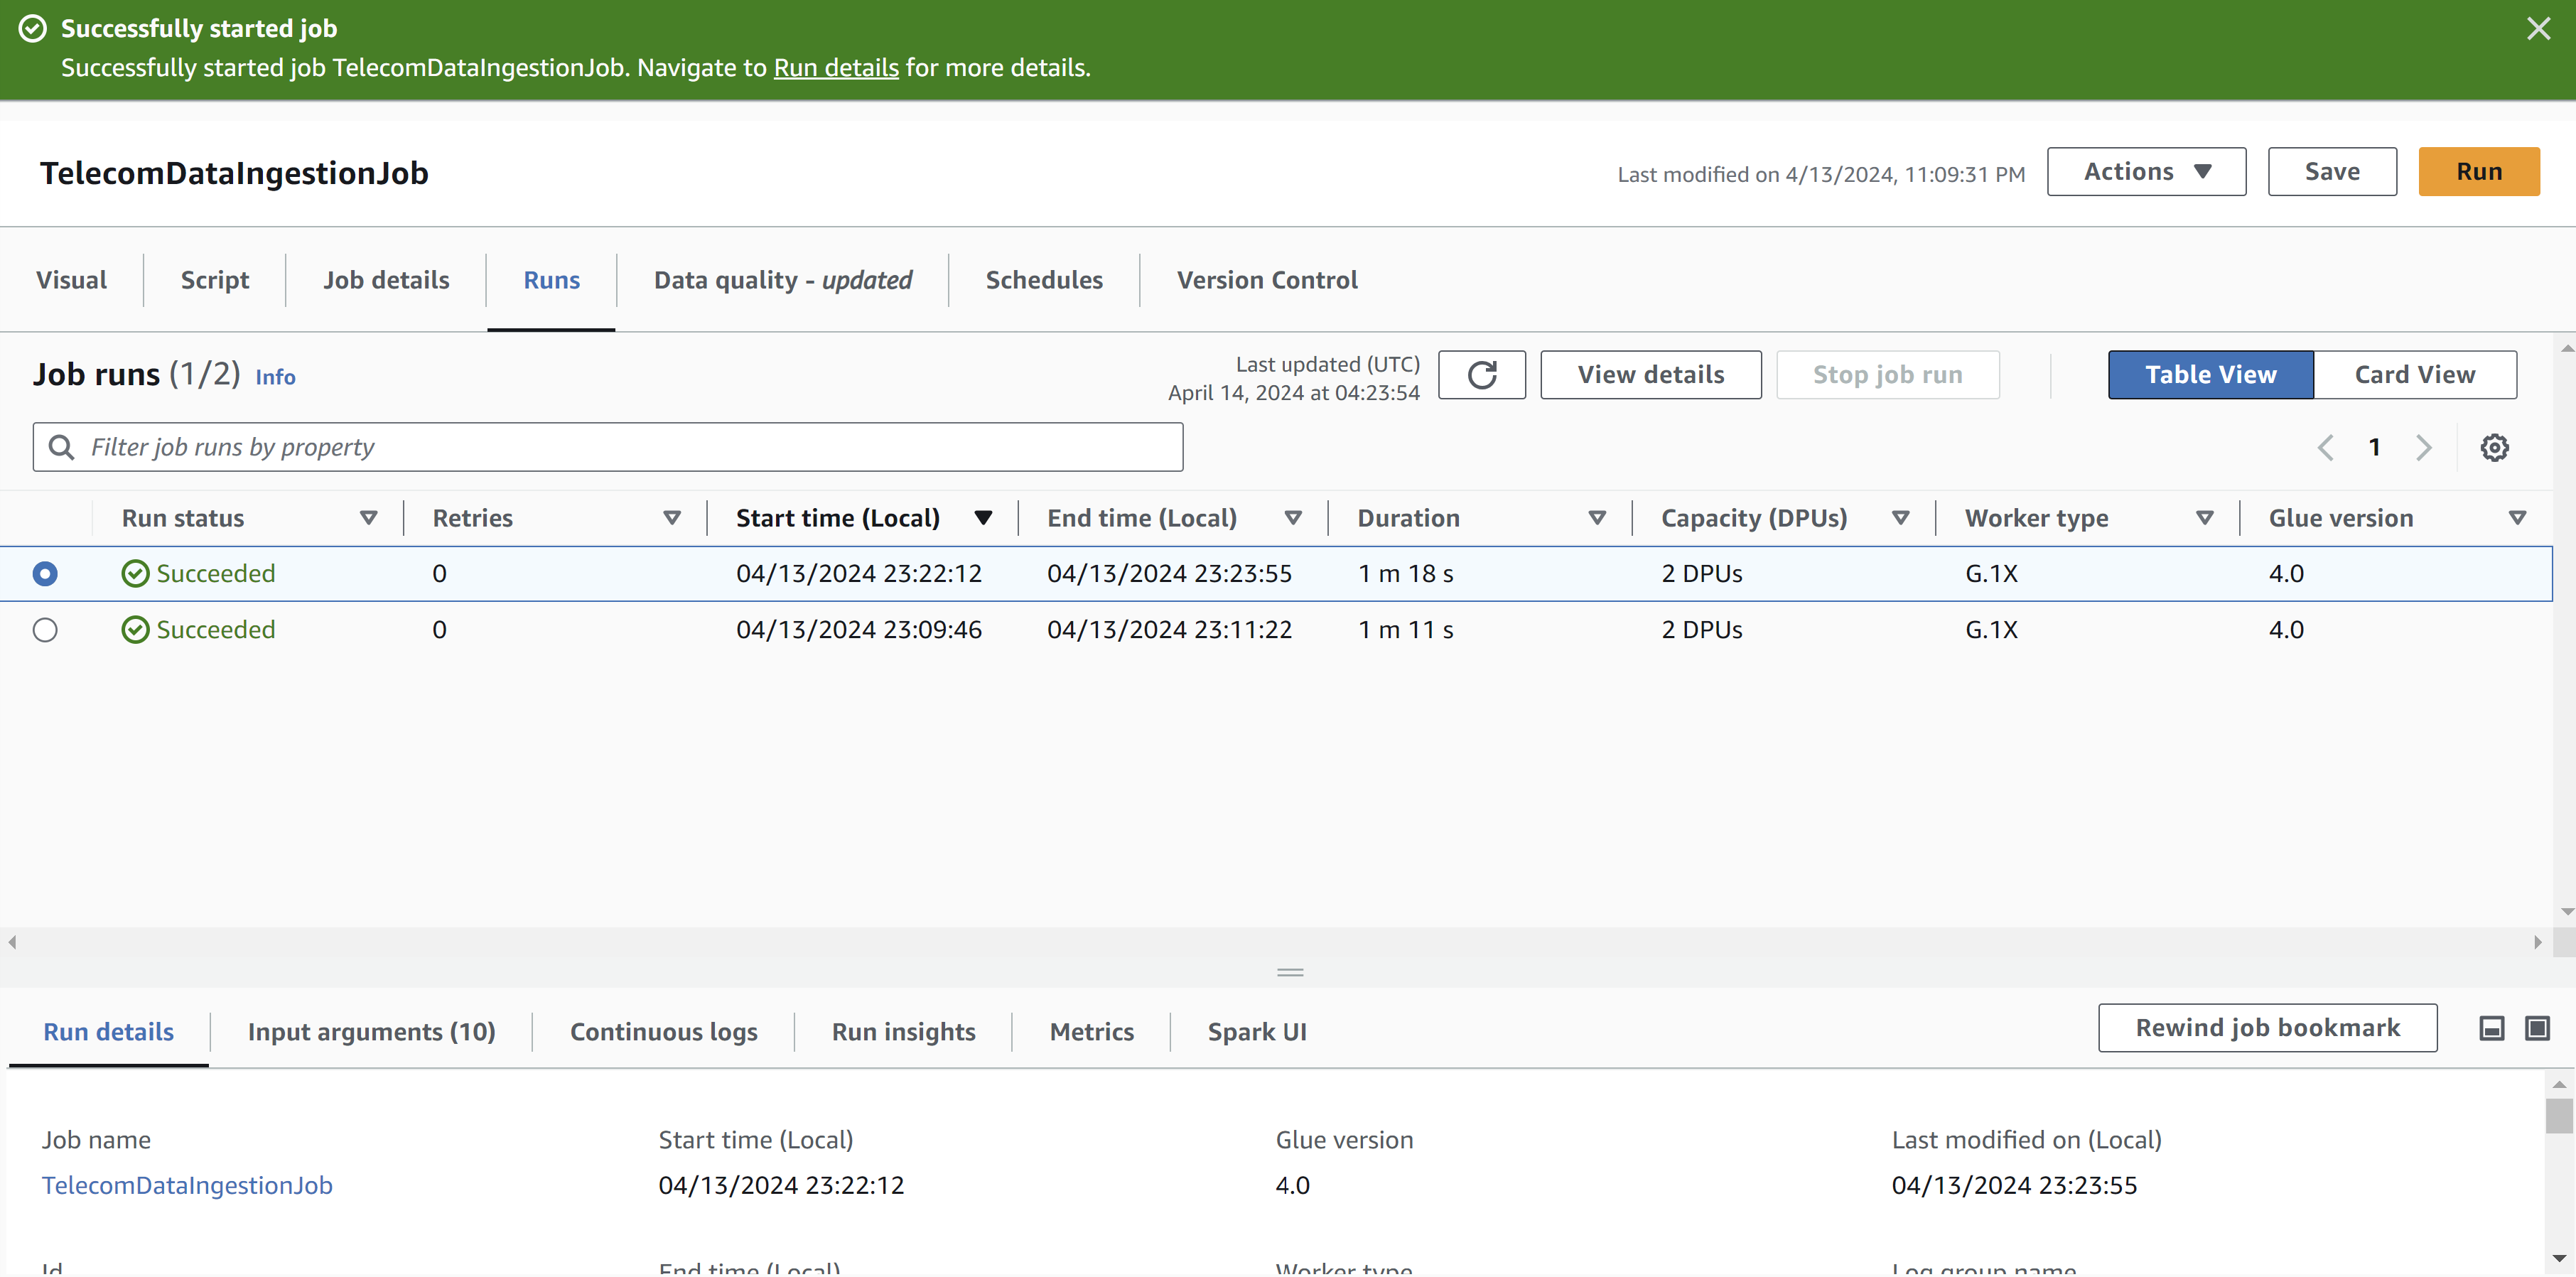 Successfully started job
Successfully started job TelecomDataIngestionJob. Navigate to Run details for more details.
TelecomDataIngestionJob
Last modified on 4/13/2024, 11:09:31 PM
Actions
Save
Run
Visual
Script
Job details
Runs
Data quality - updated
Schedules
Version Control
Job runs (1/2) Info
Last updated (UTC)
April 14, 2024 at 04:23:54
View details
Stop job run
Table View
Card View
Filter job runs by property
1
Run status Retries Start time (Local) End time (Local) Duration Capacity (DPUs) Worker type Glue version
Succeeded 0 04/13/2024 23:22:12 04/13/2024 23:23:55 1 m 18 s 2 DPUs G.1X 4.0
Succeeded 0 04/13/2024 23:09:46 04/13/2024 23:11:22 1 m 11 s 2 DPUs G.1X 4.0
Run details
Input arguments (10)
Continuous logs
Run insights
Metrics
Spark UI
Rewind job bookmark
Job name Start time (Local) Glue version Last modified on (Local)
TelecomDataIngestionJob 04/13/2024 23:22:12 4.0 04/13/2024 23:23:55
Id End time (Local) Worker type Log group name